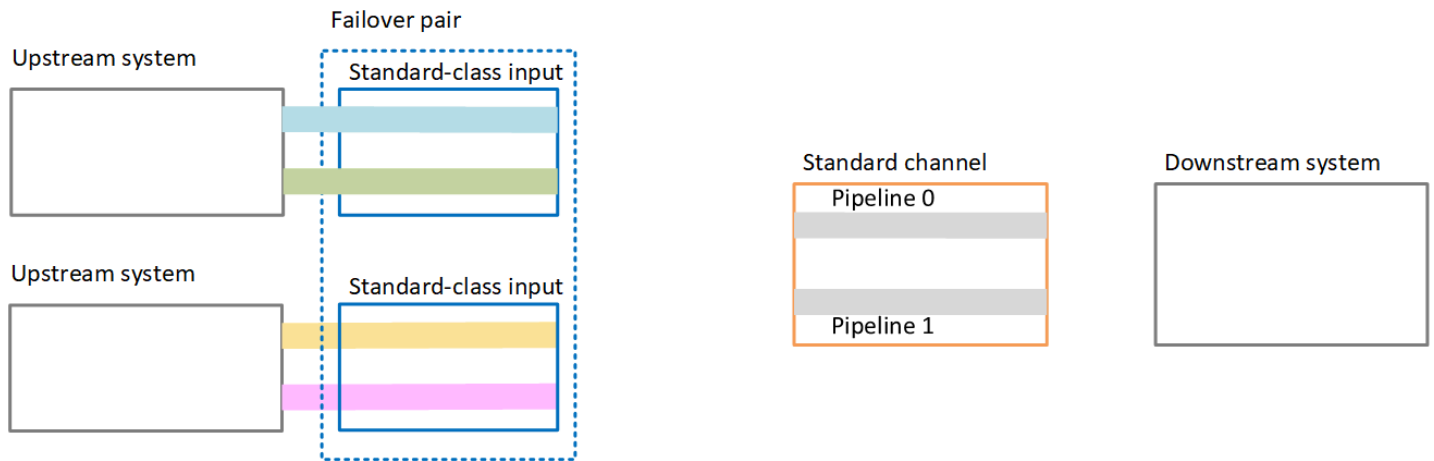 Failover pair
Upstream system
Standard-class input
Standard channel
Pipeline 0
Pipeline 1
Downstream system
Upstream system
Standard-class input